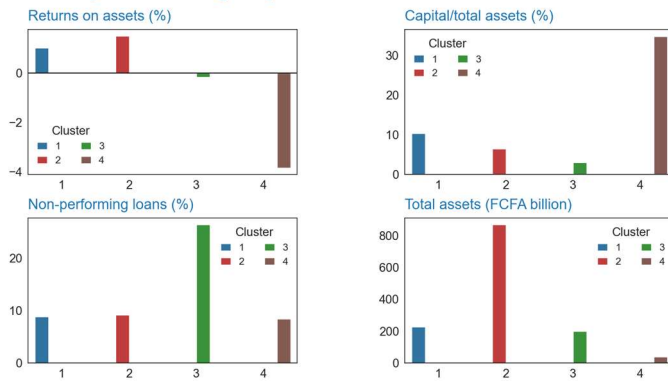 Returns on assets (%)
0
−2
−4
Cluster
1 3
2 4
1 2 3 4
Capital/total assets (%)
30
20
10
0
Cluster
1 3
2 4
1 2 3 4
Non-performing loans (%)
20
10
0
Cluster
1 3
2 4
1 2 3 4
Total assets (FCFA billion)
800
600
400
200
0
Cluster
1 3
2 4
1 2 3 4